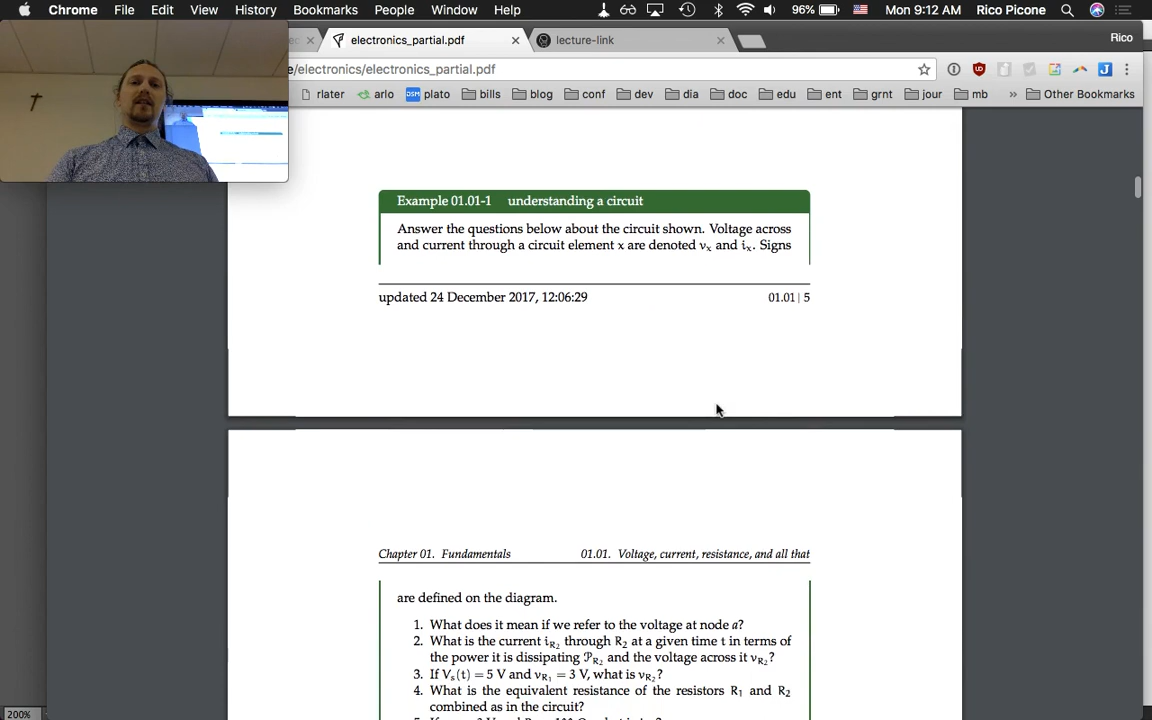 Chrome File Edit View History Bookmarks People Window Help 96% Mon 9:12 AM Rico Picone
electronics_partial.pdf lecture-link Rico
e/electronics/electronics_partial.pdf
rlater arlo plato bills blog conf dev dia doc edu ent grnt jour mb » Other Bookmarks
Example 01.01-1 understanding a circuit
Answer the questions below about the circuit shown. Voltage across
and current through a circuit element x are denoted vₓ and iₓ. Signs
updated 24 December 2017, 12:06:29 01.01 | 5
Chapter 01. Fundamentals 01.01. Voltage, current, resistance, and all that
are defined on the diagram.
1. What does it mean if we refer to the voltage at node a?
2. What is the current i_R₂ through R₂ at a given time t in terms of
the power it is dissipating 𝒫_R₂ and the voltage across it v_R₂?
3. If Vₛ(t) = 5 V and v_R₁ = 3 V, what is v_R₂?
4. What is the equivalent resistance of the resistors R₁ and R₂
combined as in the circuit?
200%